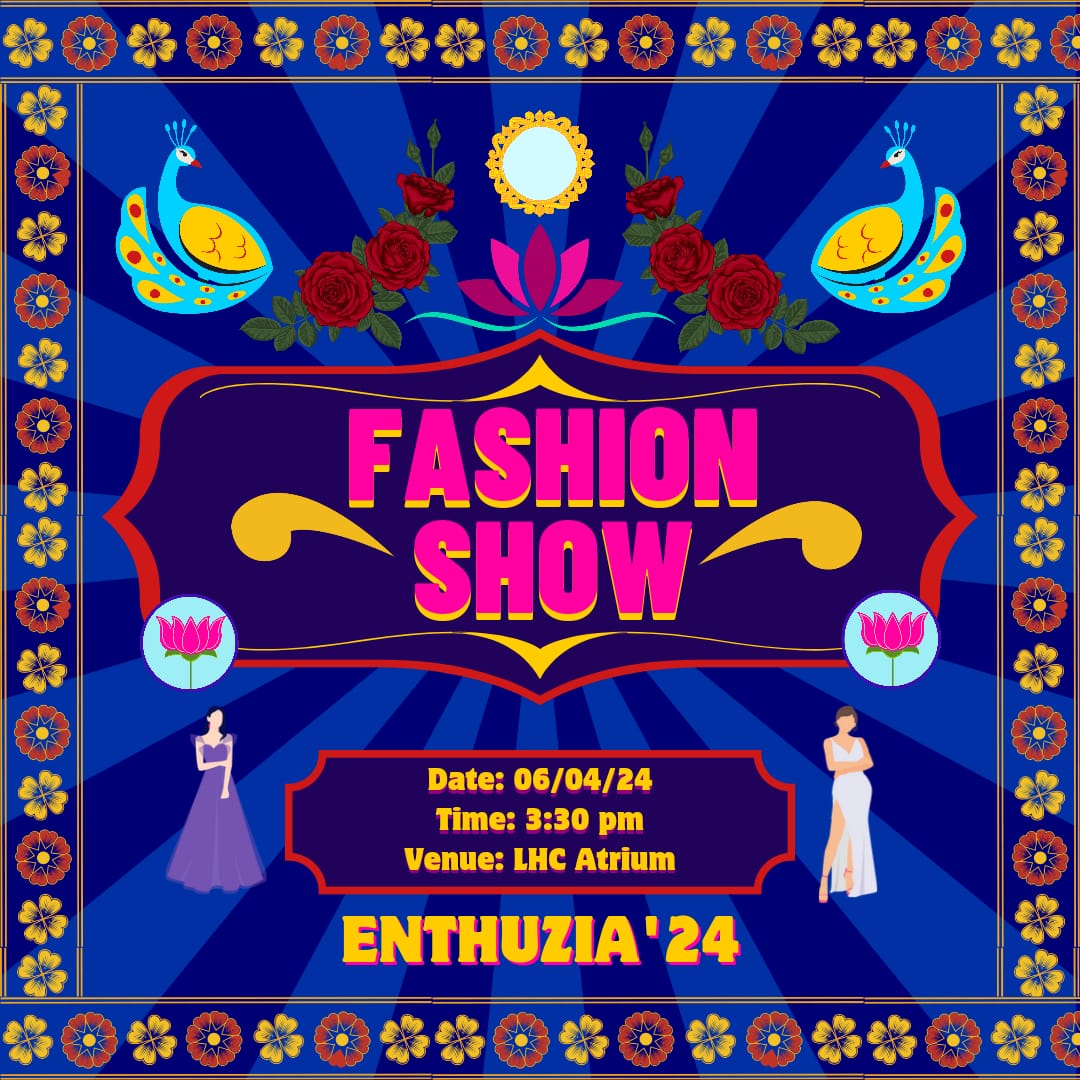 FASHION
SHOW
Date: 06/04/24
Time: 3:30 pm
Venue: LHC Atrium
ENTHUZIA'24